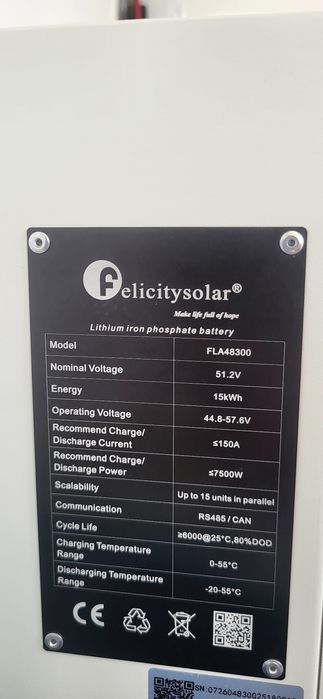 Felicitysolar®
Make life full of hope
Lithium iron phosphate battery
Model FLA48300
Nominal Voltage 51.2V
Energy 15kWh
Operating Voltage 44.8-57.6V
Recommend Charge/
Discharge Current ≤150A
Recommend Charge/
Discharge Power ≤7500W
Scalability Up to 15 units in parallel
Communication RS485 / CAN
Cycle Life ≥6000@25°C,80%DOD
Charging Temperature
Range 0-55°C
Discharging Temperature
Range -20-55°C
CE
SN: